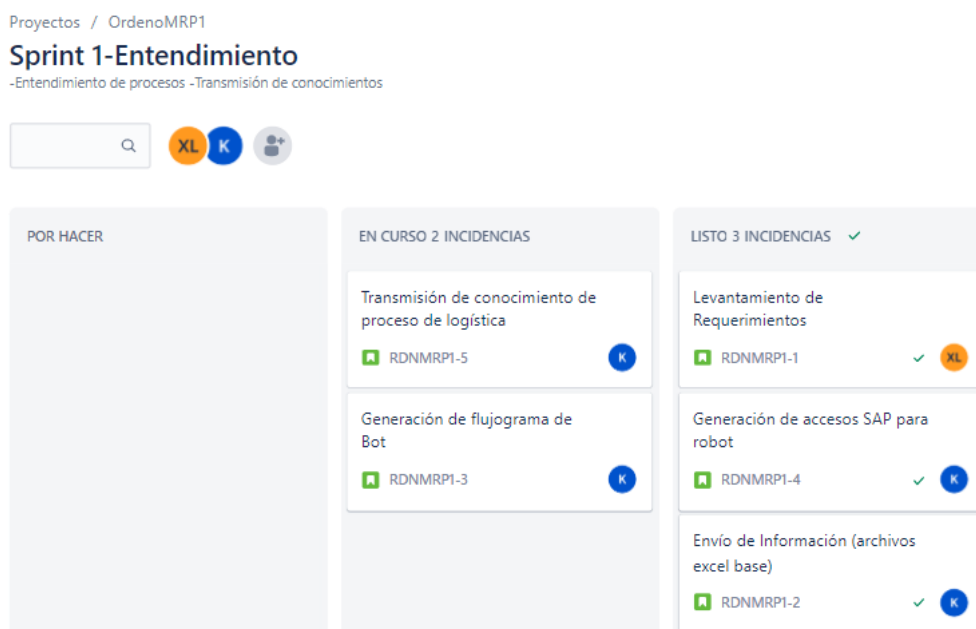 Proyectos / OrdenoMRP1
Sprint 1-Entendimiento
-Entendimiento de procesos -Transmisión de conocimientos
XL K
POR HACER
EN CURSO 2 INCIDENCIAS
Transmisión de conocimiento de
proceso de logística
RDNMRP1-5 K
Generación de flujograma de
Bot
RDNMRP1-3 K
LISTO 3 INCIDENCIAS
Levantamiento de
Requerimientos
RDNMRP1-1 XL
Generación de accesos SAP para
robot
RDNMRP1-4 K
Envío de Información (archivos
excel base)
RDNMRP1-2 K